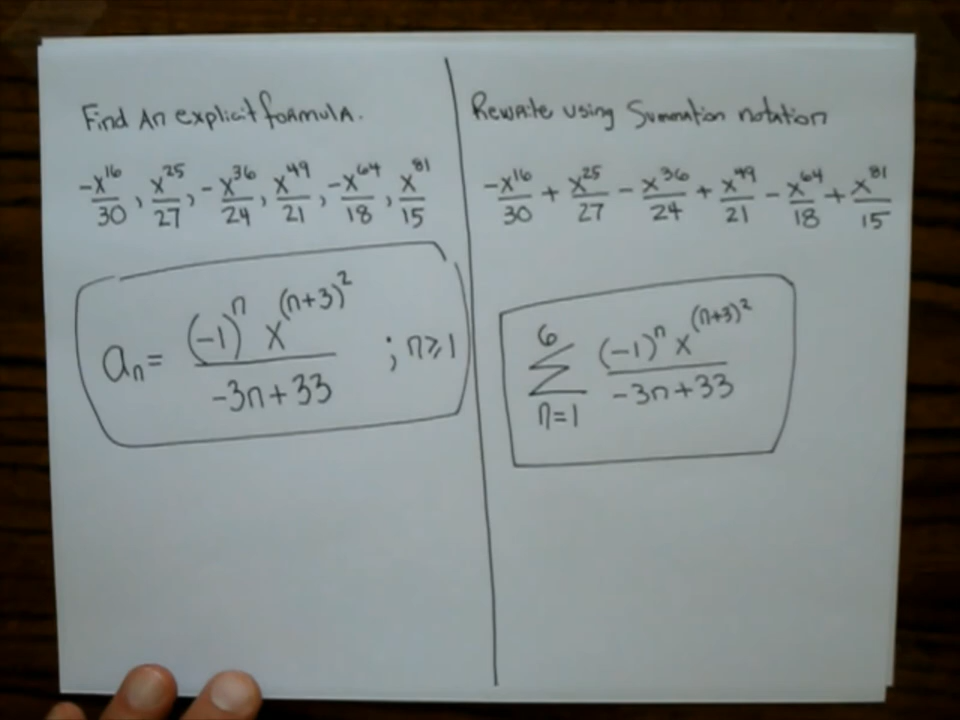 Find An explicit formula.
-x^16/30, x^25/27, -x^36/24, x^49/21, -x^64/18, x^81/15
a_n = (-1)^n x^(n+3)^2 / -3n+33 ; n≥1
Rewrite using Summation notation
-x^16/30 + x^25/27 - x^36/24 + x^49/21 - x^64/18 + x^81/15
6
Σ (-1)^n x^(n+3)^2 / -3n+33
n=1